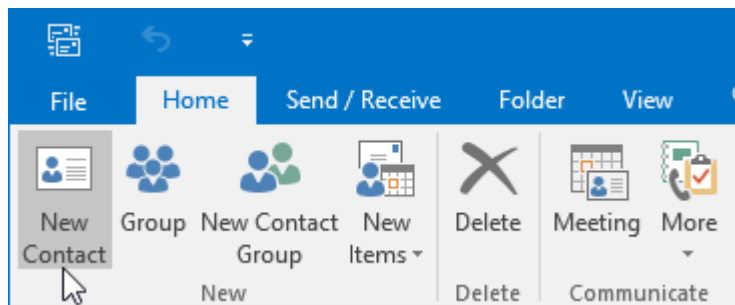 File Home Send / Receive Folder View
New Contact
Group
New Contact Group
New Items
Delete
Meeting
More
New
Delete
Communicate